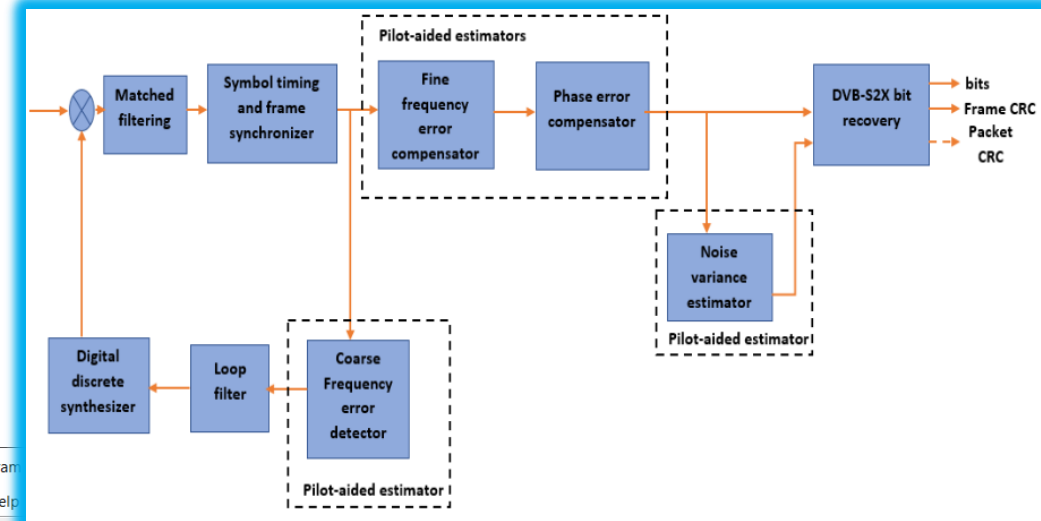 Pilot-aided estimators
Matched
filtering
Symbol timing
and frame
synchronizer
Fine
frequency
error
compensator
Phase error
compensator
DVB-S2X bit
recovery
bits
Frame CRC
Packet
CRC
Noise
variance
estimator
Pilot-aided estimator
Digital
discrete
synthesizer
Loop
filter
Coarse
Frequency
error
detector
Pilot-aided estimator